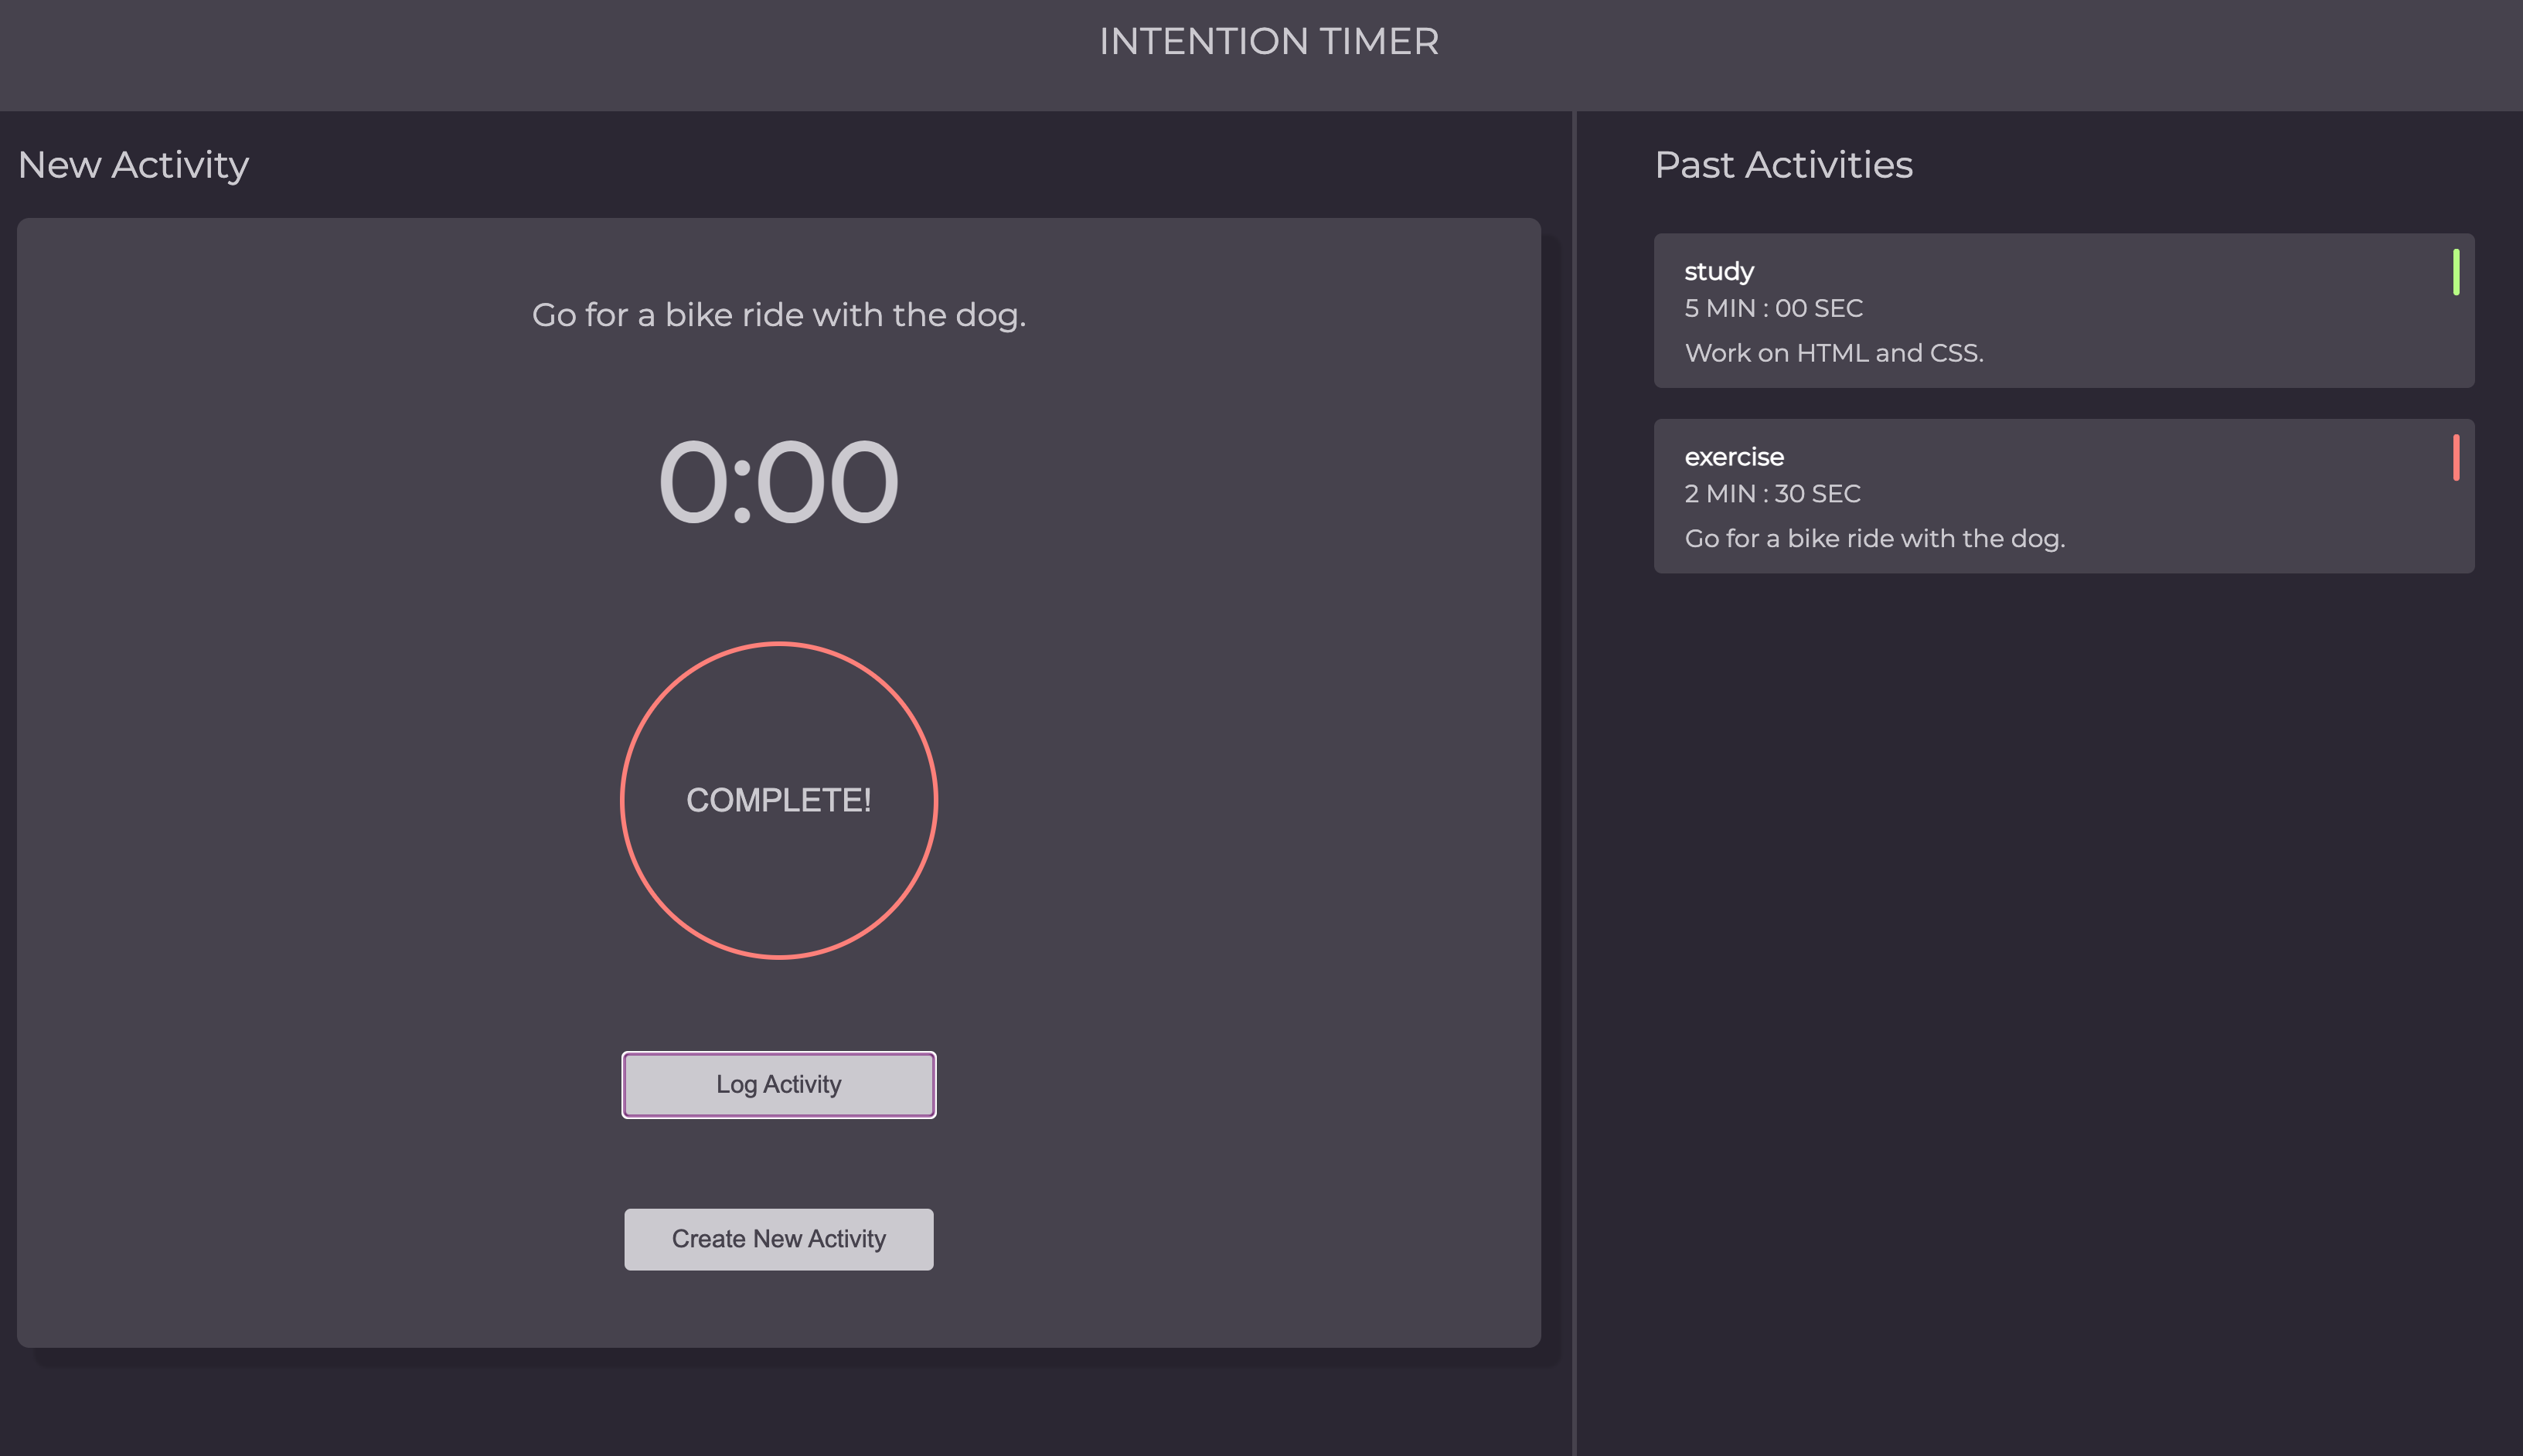 INTENTION TIMER
New Activity
Go for a bike ride with the dog.
0:00
COMPLETE!
Log Activity
Create New Activity
Past Activities
study
5 MIN : 00 SEC
Work on HTML and CSS.
exercise
2 MIN : 30 SEC
Go for a bike ride with the dog.